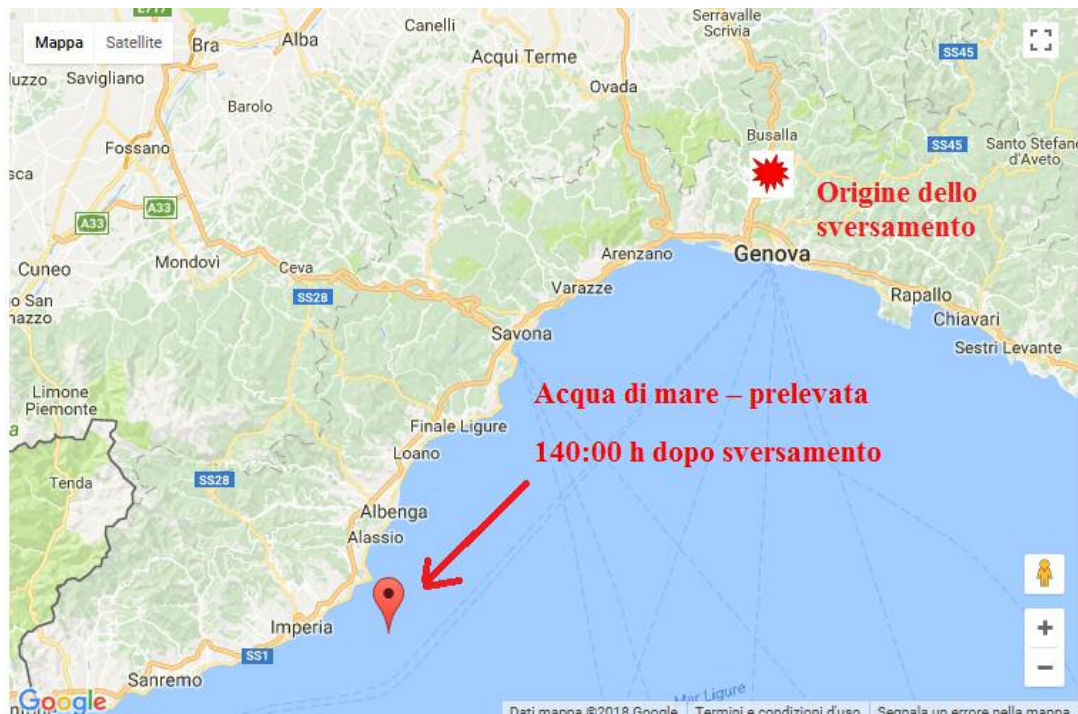 E717
Canelli
Serravalle
Scrivia
Mappa
Satellite
Bra
Alba
SS45
Acqui Terme
Savigliano
Ovada
Barolo
Busalla
Fossano
SS45
Santo Stefano
d'Aveto
Origine dello
sversamento
A33
A33
Genova
Arenzano
Mondovì
Ceva
Cuneo
Varazze
Rapallo
SS28
Chiavari
Savona
Sestri Levante
Limone
Piemonte
Acqua di mare – prelevata
140:00 h dopo sversamento
Finale Ligure
Loano
Tenda
SS28
Albenga
Alassio
Imperia
SS1
Sanremo
Mar Ligure
Google
Dati mappa ©2018 Google
Termini e condizioni d'uso
Segnala un errore nella mappa